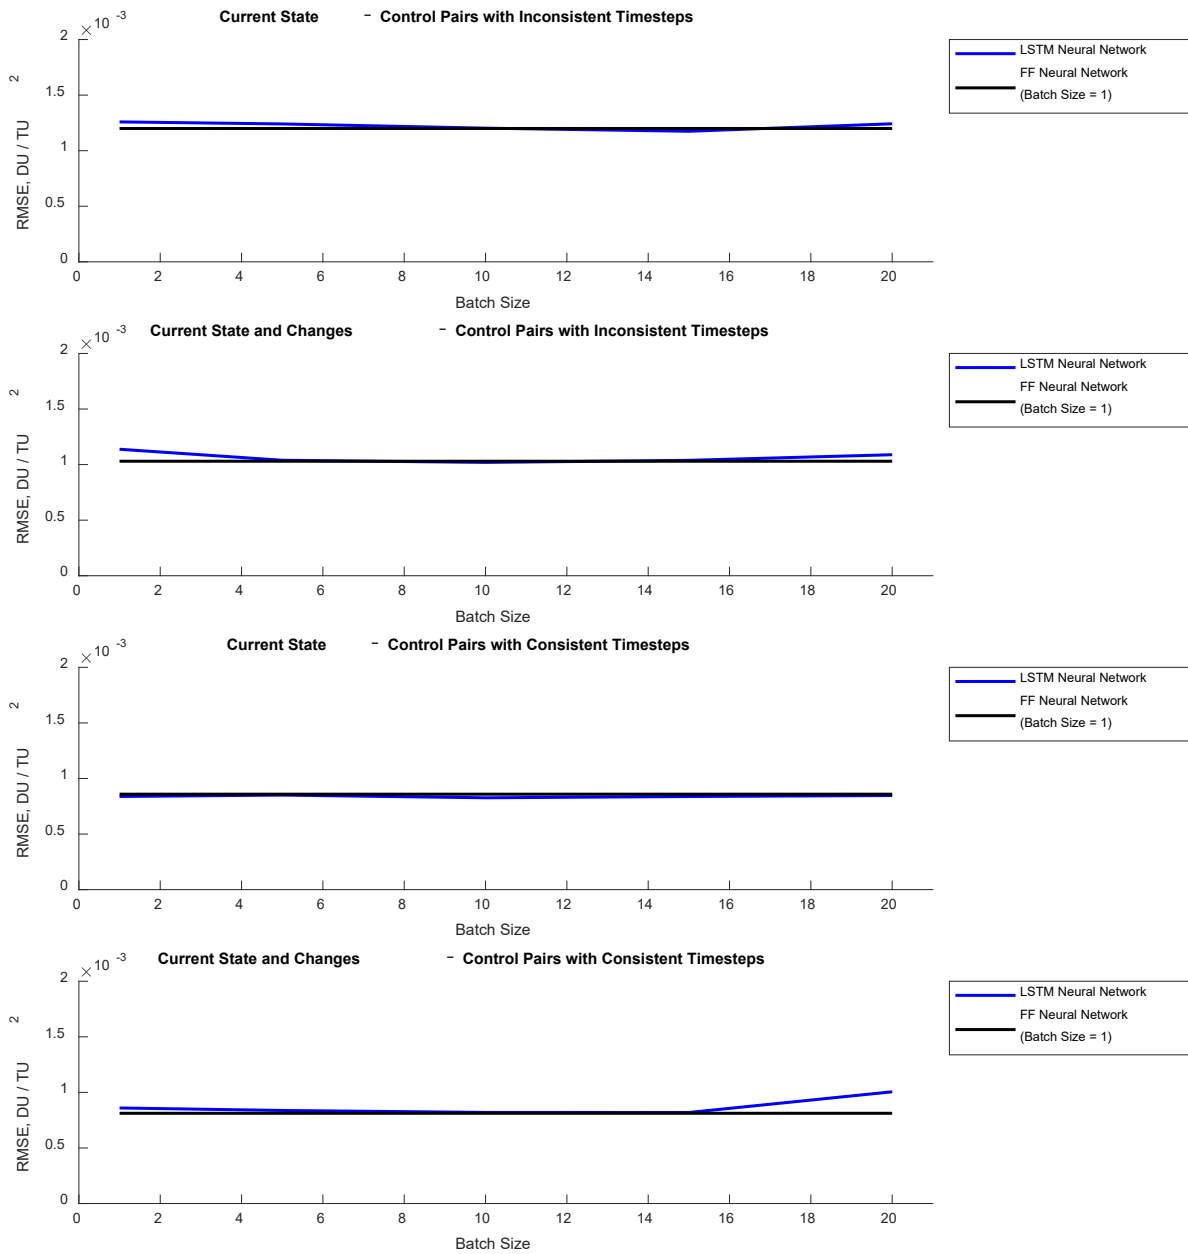 Current State - Control Pairs with Inconsistent Timesteps
×10 -3
2
1.5
1
0.5
0
RMSE, DU / TU 2
0 2 4 6 8 10 12 14 16 18 20
Batch Size
LSTM Neural Network
FF Neural Network
(Batch Size = 1)
Current State and Changes - Control Pairs with Inconsistent Timesteps
×10 -3
2
1.5
1
0.5
0
RMSE, DU / TU 2
0 2 4 6 8 10 12 14 16 18 20
Batch Size
LSTM Neural Network
FF Neural Network
(Batch Size = 1)
Current State - Control Pairs with Consistent Timesteps
×10 -3
2
1.5
1
0.5
0
RMSE, DU / TU 2
0 2 4 6 8 10 12 14 16 18 20
Batch Size
LSTM Neural Network
FF Neural Network
(Batch Size = 1)
Current State and Changes - Control Pairs with Consistent Timesteps
×10 -3
2
1.5
1
0.5
0
RMSE, DU / TU 2
0 2 4 6 8 10 12 14 16 18 20
Batch Size
LSTM Neural Network
FF Neural Network
(Batch Size = 1)